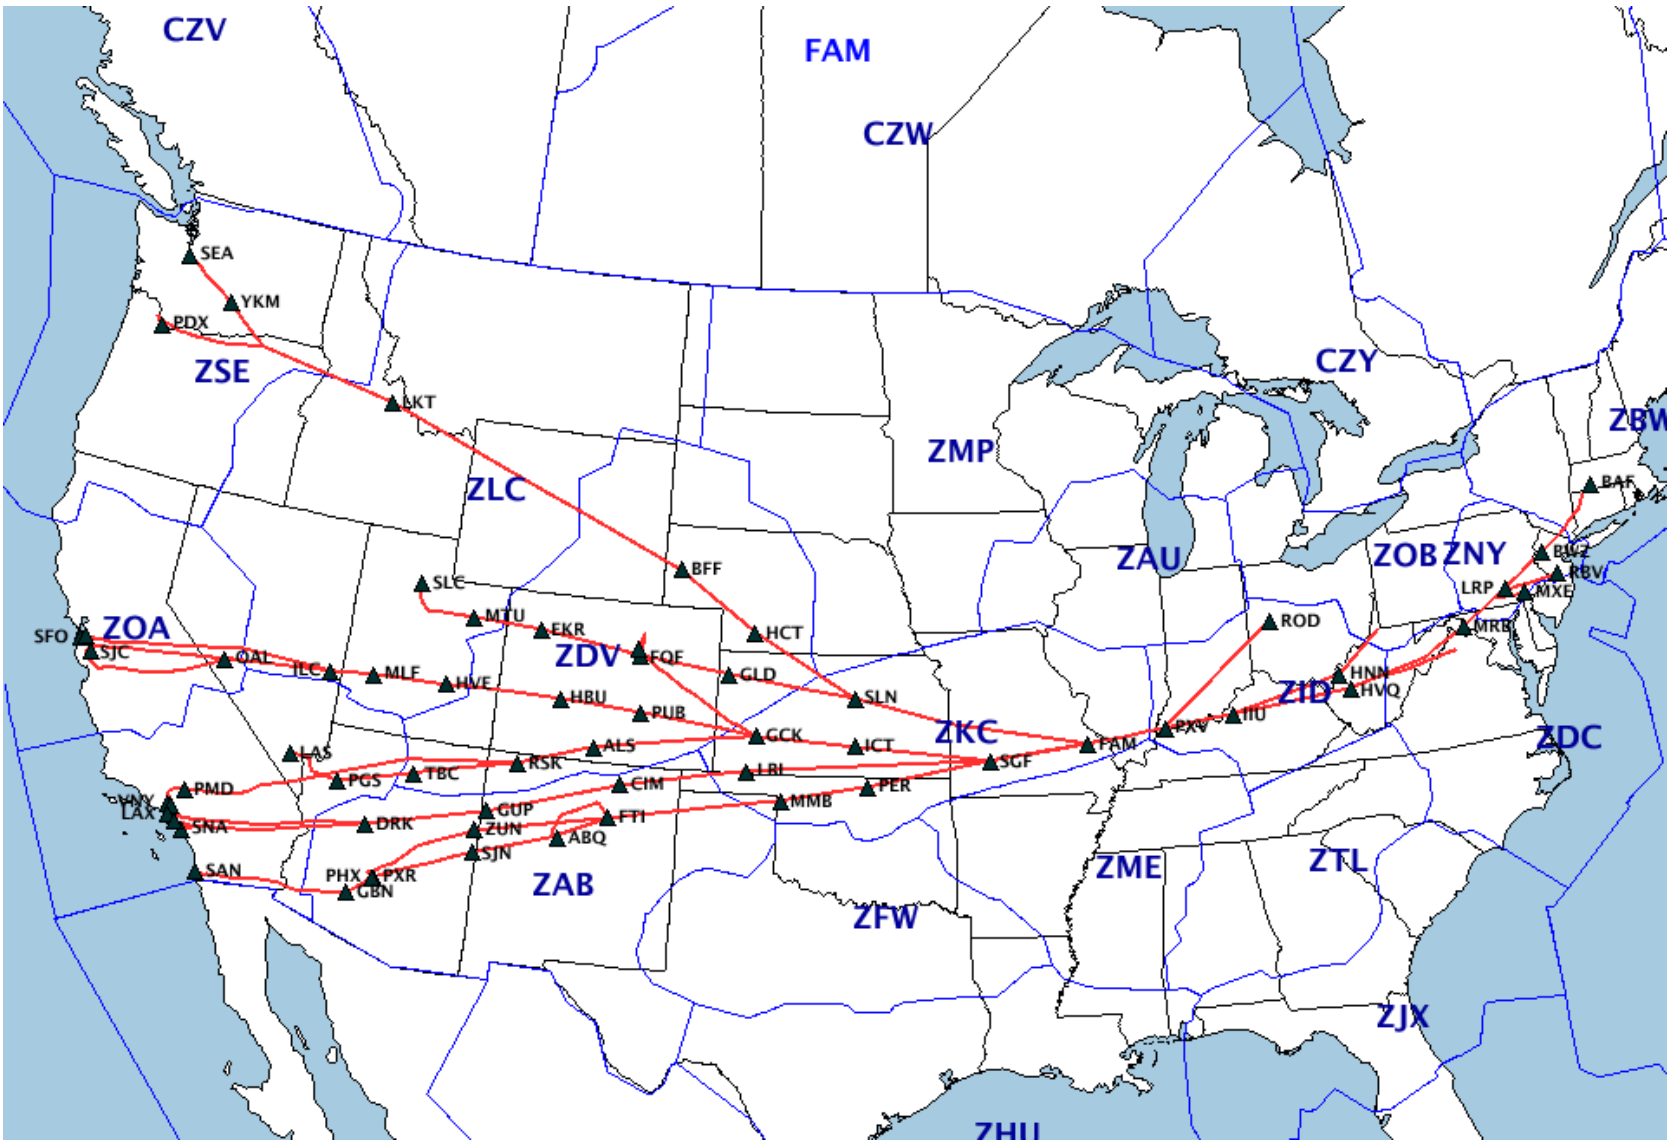 CZV
FAM
CZW
SEA
YKM
PDX
ZSE
CZY
LKT
ZBW
ZMP
ZLC
BAF
ZAU
ZOB
ZNY
BWZ
BFF
RBV
SLC
LRP
MXE
MTU
ROD
MRB
EKR
HCT
SFO
ZOA
SJC
OAL
ZDV
FQF
ILC
MLF
GLD
HNN
HVE
HVQ
ZID
HBU
SLN
PUB
IIU
PXV
ZKC
GCK
ZDC
ALS
ICT
FAM
LAS
RSK
SGF
TBC
LBL
PGS
CIM
PMD
PER
VNY
MMB
LAX
GUP
FTI
SNA
DRK
ZUN
ABQ
SJN
ZME
ZTL
SAN
PHX
PXR
GBN
ZAB
ZFW
ZJX
ZHU